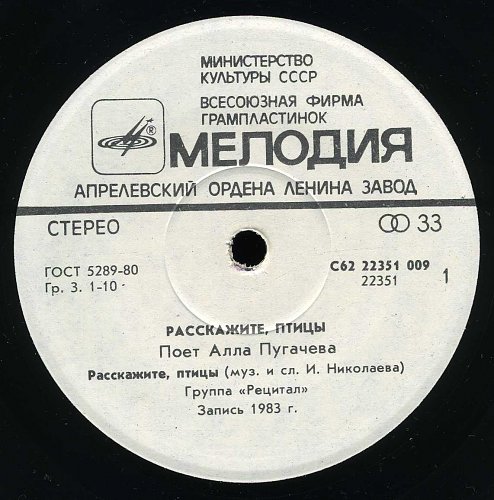 МИНИСТЕРСТВО
КУЛЬТУРЫ СССР
ВСЕСОЮЗНАЯ ФИРМА
ГРАМПЛАСТИНОК
®
МЕЛОДИЯ
АПРЕЛЕВСКИЙ ОРДЕНА ЛЕНИНА ЗАВОД
СТЕРЕО
33
ГОСТ 5289-80
Гр. 3. 1-10
С62 22351 009
22351
1
РАССКАЖИТЕ, ПТИЦЫ
Поет Алла Пугачева
Расскажите, птицы (муз. и сл. И. Николаева)
Группа «Рецитал»
Запись 1983 г.